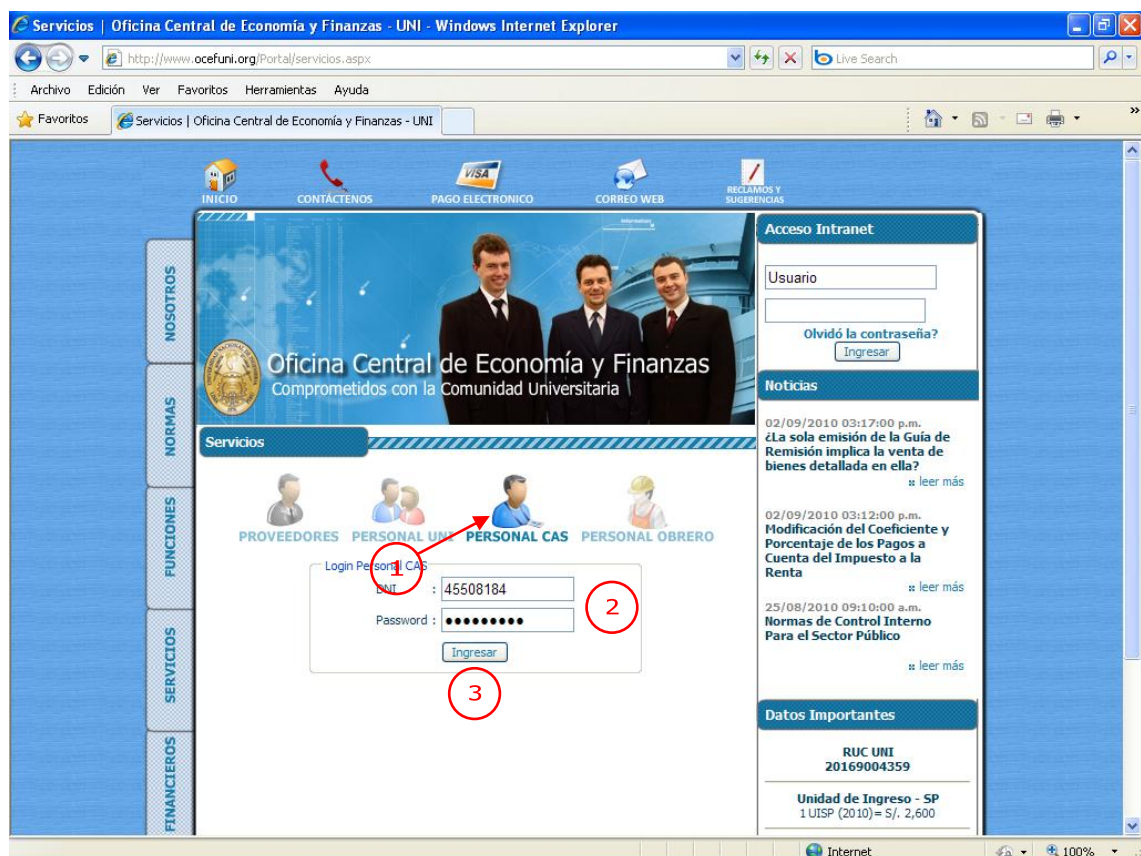 Servicios | Oficina Central de Economía y Finanzas - UNI - Windows Internet Explorer
http://www.ocefuni.org/Portal/servicios.aspx
Live Search
Archivo Edición Ver Favoritos Herramientas Ayuda
Favoritos
Servicios | Oficina Central de Economía y Finanzas - UNI
INICIO
CONTÁCTENOS
VISA
PAGO ELECTRONICO
CORREO WEB
RECLAMOS Y
SUGERENCIAS
NOSOTROS
NORMAS
FUNCIONES
SERVICIOS
FINANCIEROS
Oficina Central de Economía y Finanzas
Comprometidos con la Comunidad Universitaria
Servicios
PROVEEDORES PERSONAL UNI PERSONAL CAS PERSONAL OBRERO
1
Login Personal CAS
DNI : 45508184
2
Password : ●●●●●●●●●
Ingresar
3
Acceso Intranet
Usuario
Olvidó la contraseña?
Ingresar
Noticias
02/09/2010 03:17:00 p.m.
¿La sola emisión de la Guía de
Remisión implica la venta de
bienes detallada en ella?
leer más
02/09/2010 03:12:00 p.m.
Modificación del Coeficiente y
Porcentaje de los Pagos a
Cuenta del Impuesto a la
Renta
leer más
25/08/2010 09:10:00 a.m.
Normas de Control Interno
Para el Sector Público
leer más
Datos Importantes
RUC UNI
20169004359
Unidad de Ingreso - SP
1 UISP (2010)= S/. 2,600
Internet
100%